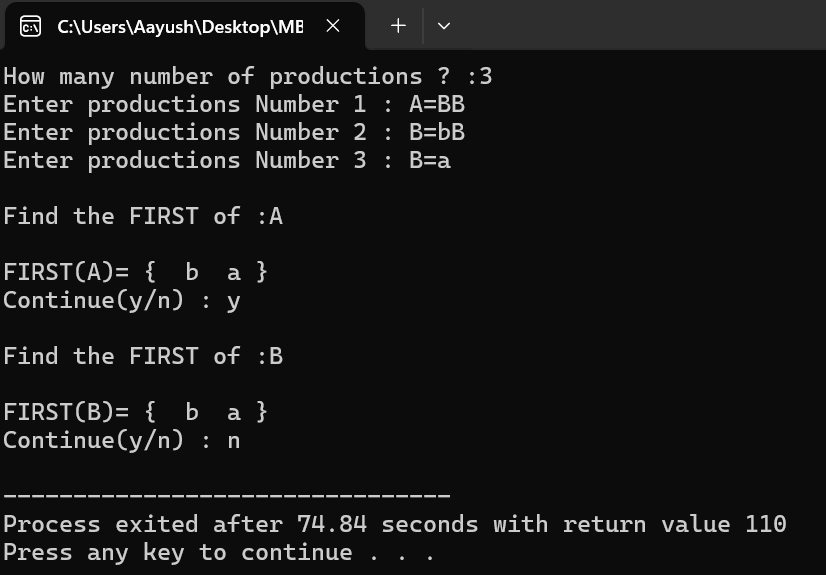 C:\Users\Aayush\Desktop\ME
How many number of productions ? :3
Enter productions Number 1 : A=BB
Enter productions Number 2 : B=bB
Enter productions Number 3 : B=a
Find the FIRST of :A
FIRST(A)= {  b  a }
Continue(y/n) : y
Find the FIRST of :B
FIRST(B)= {  b  a }
Continue(y/n) : n
--------------------------------
Process exited after 74.84 seconds with return value 110
Press any key to continue . . .